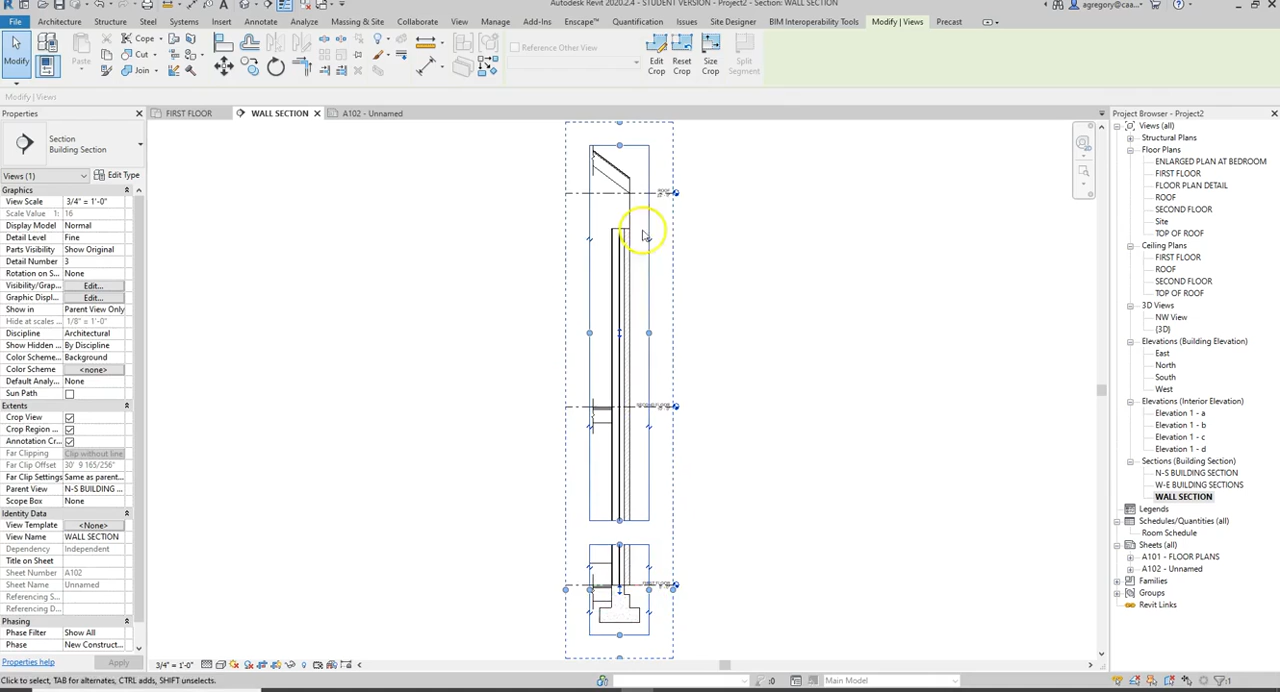 Autodesk Revit 2020.2.4 - STUDENT VERSION - Project2 - Section: WALL SECTION
agregory@caa...
File Architecture Structure Steel Systems Insert Annotate Analyze Massing & Site Collaborate View Manage Add-Ins Enscape™ Quantification Issues Site Designer BIM Interoperability Tools Modify | Views Precast
Modify
Paste
Cope
Cut
Join
Reference Other View
Edit Crop
Reset Crop
Size Crop
Split Segment
Modify | Views
Properties
FIRST FLOOR
WALL SECTION
A102 - Unnamed
Section
Building Section
Views (1)
Edit Type
Graphics
View Scale 3/4" = 1'-0"
Scale Value 1: 16
Display Model Normal
Detail Level Fine
Parts Visibility Show Original
Detail Number 3
Rotation on S... None
Visibility/Grap... Edit...
Graphic Displ... Edit...
Show in Parent View Only
Hide at scales ... 1/8" = 1'-0"
Discipline Architectural
Show Hidden ... By Discipline
Color Scheme... Background
Color Scheme <none>
Default Analy... None
Sun Path
Extents
Crop View
Crop Region ...
Annotation Cr...
Far Clipping Clip without line
Far Clip Offset 30' 9 165/256"
Far Clip Settings Same as parent...
Parent View N-S BUILDING ...
Scope Box None
Identity Data
View Template <None>
View Name WALL SECTION
Dependency Independent
Title on Sheet
Sheet Number A102
Sheet Name Unnamed
Referencing S...
Referencing D...
Phasing
Phase Filter Show All
Phase New Construct...
Properties help
Apply
ROOF
SECOND FLOOR
FIRST FLOOR
Project Browser - Project2
Views (all)
Structural Plans
Floor Plans
ENLARGED PLAN AT BEDROOM
FIRST FLOOR
FLOOR PLAN DETAIL
ROOF
SECOND FLOOR
Site
TOP OF ROOF
Ceiling Plans
FIRST FLOOR
ROOF
SECOND FLOOR
TOP OF ROOF
3D Views
NW View
{3D}
Elevations (Building Elevation)
East
North
South
West
Elevations (Interior Elevation)
Elevation 1 - a
Elevation 1 - b
Elevation 1 - c
Elevation 1 - d
Sections (Building Section)
N-S BUILDING SECTION
W-E BUILDING SECTIONS
WALL SECTION
Legends
Schedules/Quantities (all)
Room Schedule
Sheets (all)
A101 - FLOOR PLANS
A102 - Unnamed
Families
Groups
Revit Links
3/4" = 1'-0"
Click to select, TAB for alternates, CTRL adds, SHIFT unselects.
:0
Main Model
:1